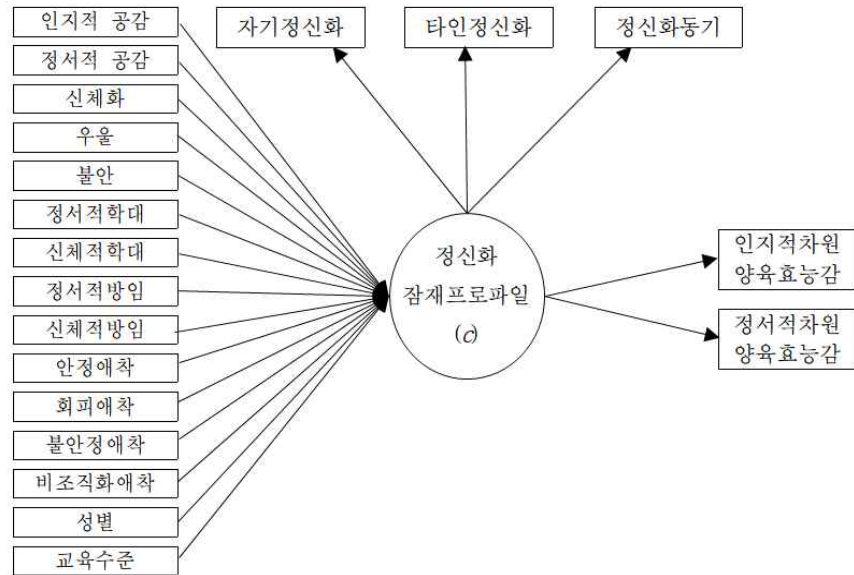 인지적 공감
정서적 공감
신체화
우울
불안
정서적학대
신체적학대
정서적방임
신체적방임
안정애착
회피애착
불안정애착
비조직화애착
성별
교육수준
자기정신화
타인정신화
정신화동기
정신화
잠재프로파일
(c)
인지적차원
양육효능감
정서적차원
양육효능감